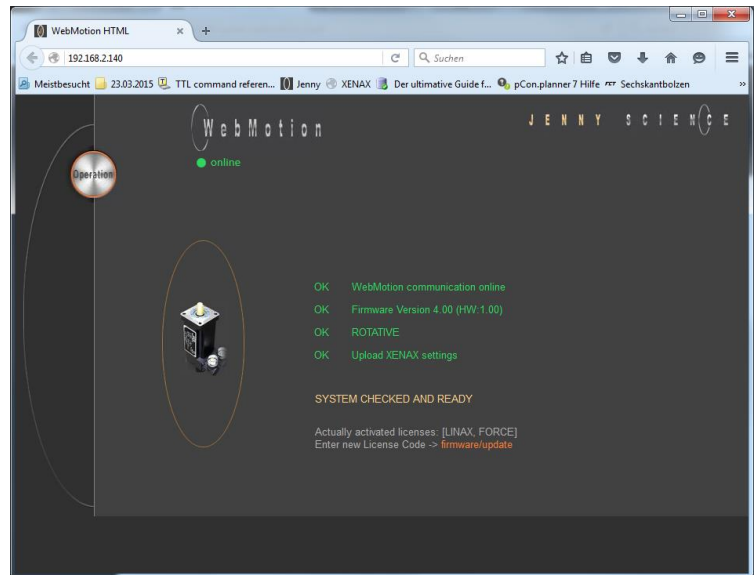 WebMotion HTML
192.168.2.140
Suchen
Meistbesucht 23.03.2015 TTL command referen... Jenny XENAX Der ultimative Guide f... pCon.planner 7 Hilfe Sechskantbolzen »
WebMotion
JENNY SCIENCE
online
Operation
OK WebMotion communication online
OK Firmware Version 4.00 (HW:1.00)
OK ROTATIVE
OK Upload XENAX settings
SYSTEM CHECKED AND READY
Actually activated licenses: [LINAX, FORCE]
Enter new License Code -> firmware/update